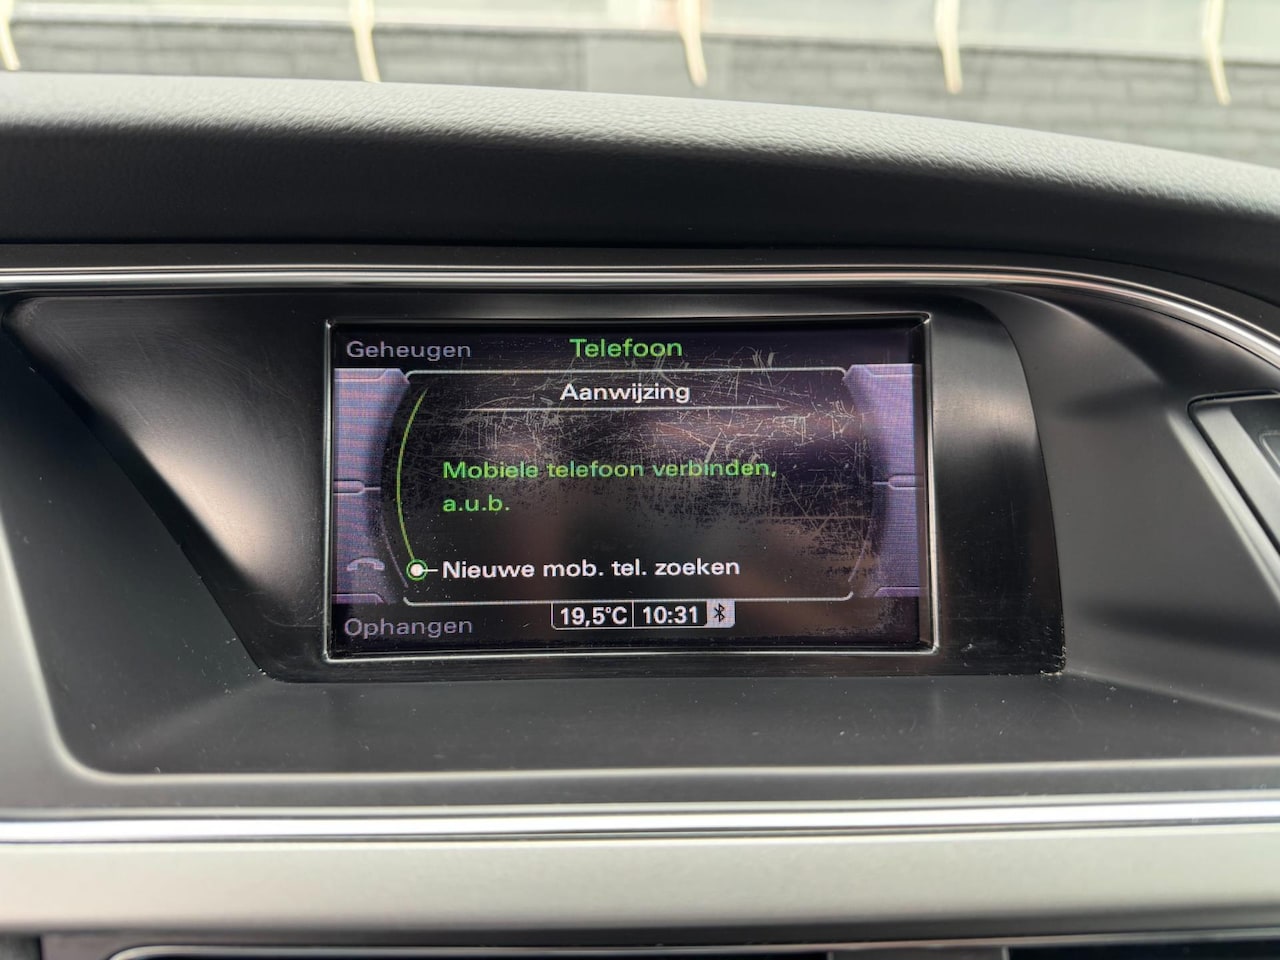 Geheugen
Telefoon
Aanwijzing
Mobiele telefoon verbinden,
a.u.b.
Nieuwe mob. tel. zoeken
19,5°C 10:31
Ophangen